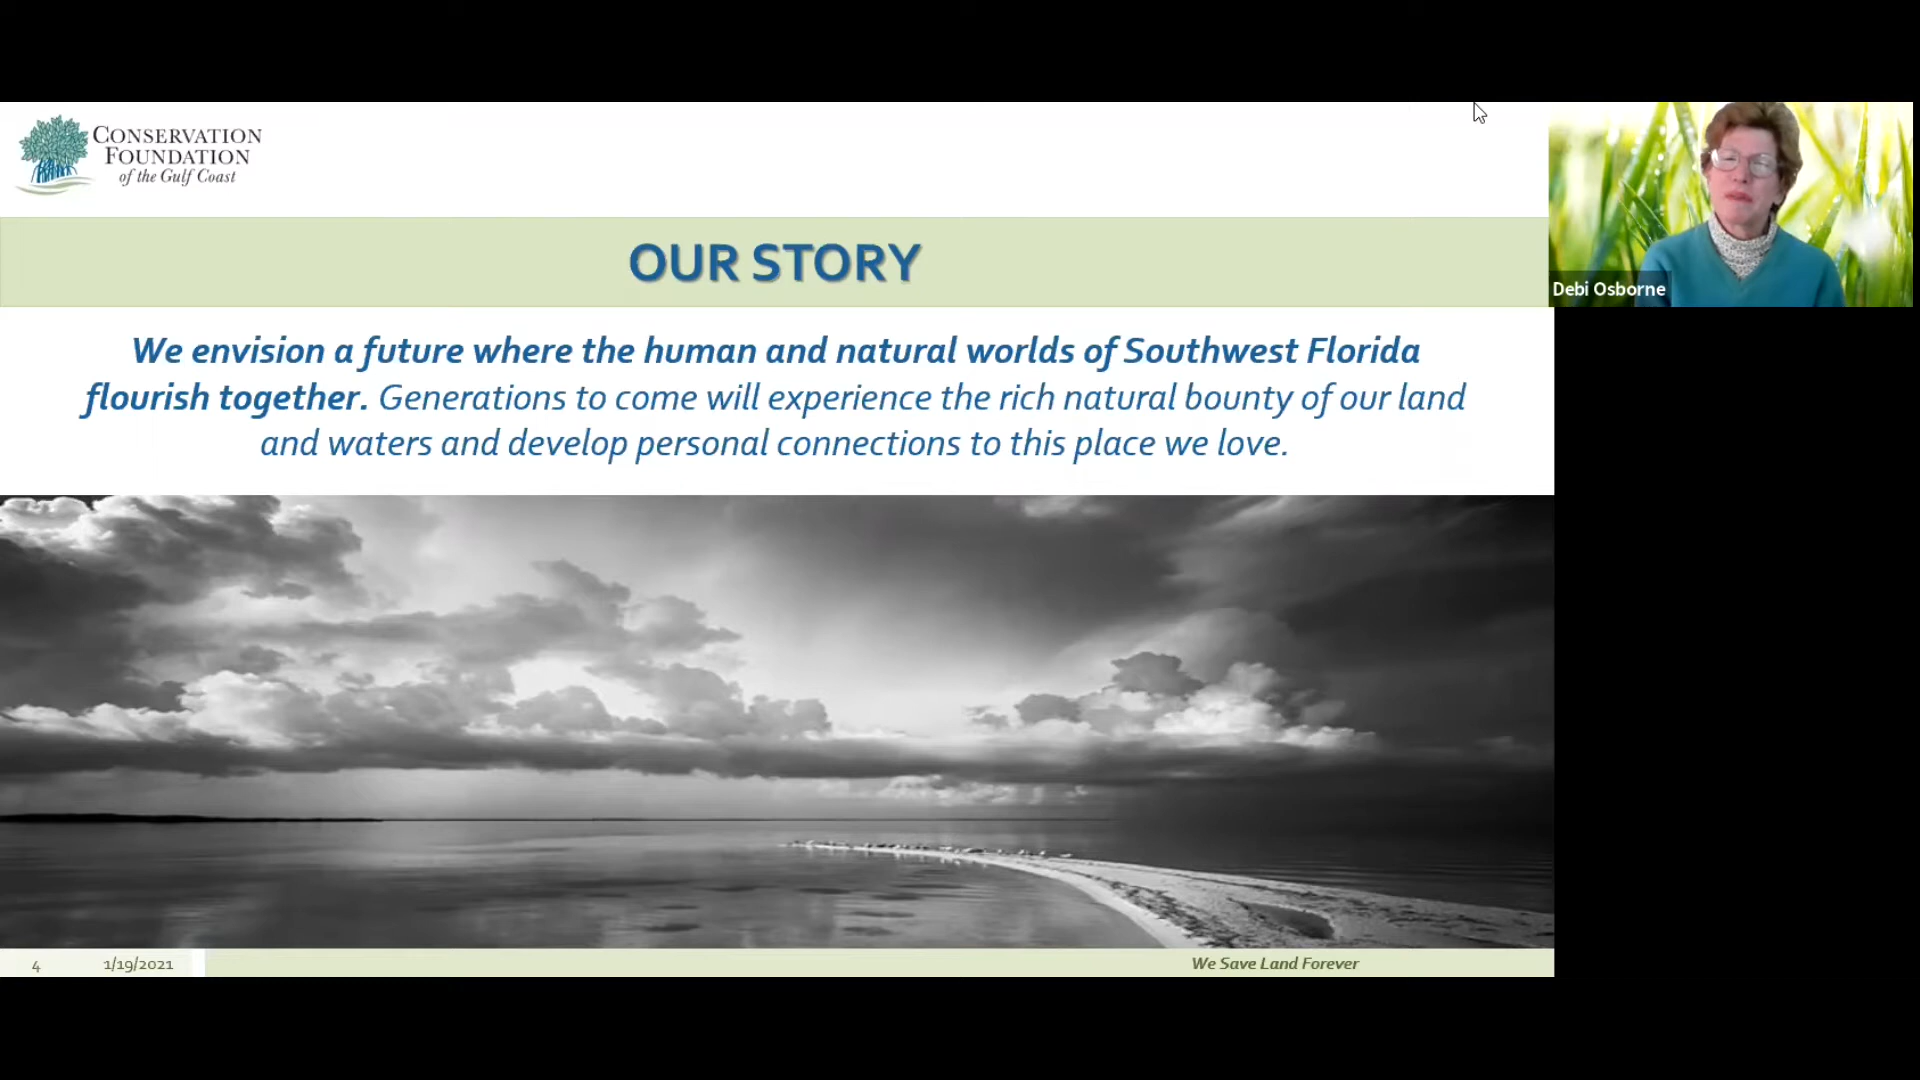 CONSERVATION
FOUNDATION
of the Gulf Coast
OUR STORY
Debi Osborne
We envision a future where the human and natural worlds of Southwest Florida
flourish together. Generations to come will experience the rich natural bounty of our land
and waters and develop personal connections to this place we love.
4 1/19/2021 We Save Land Forever